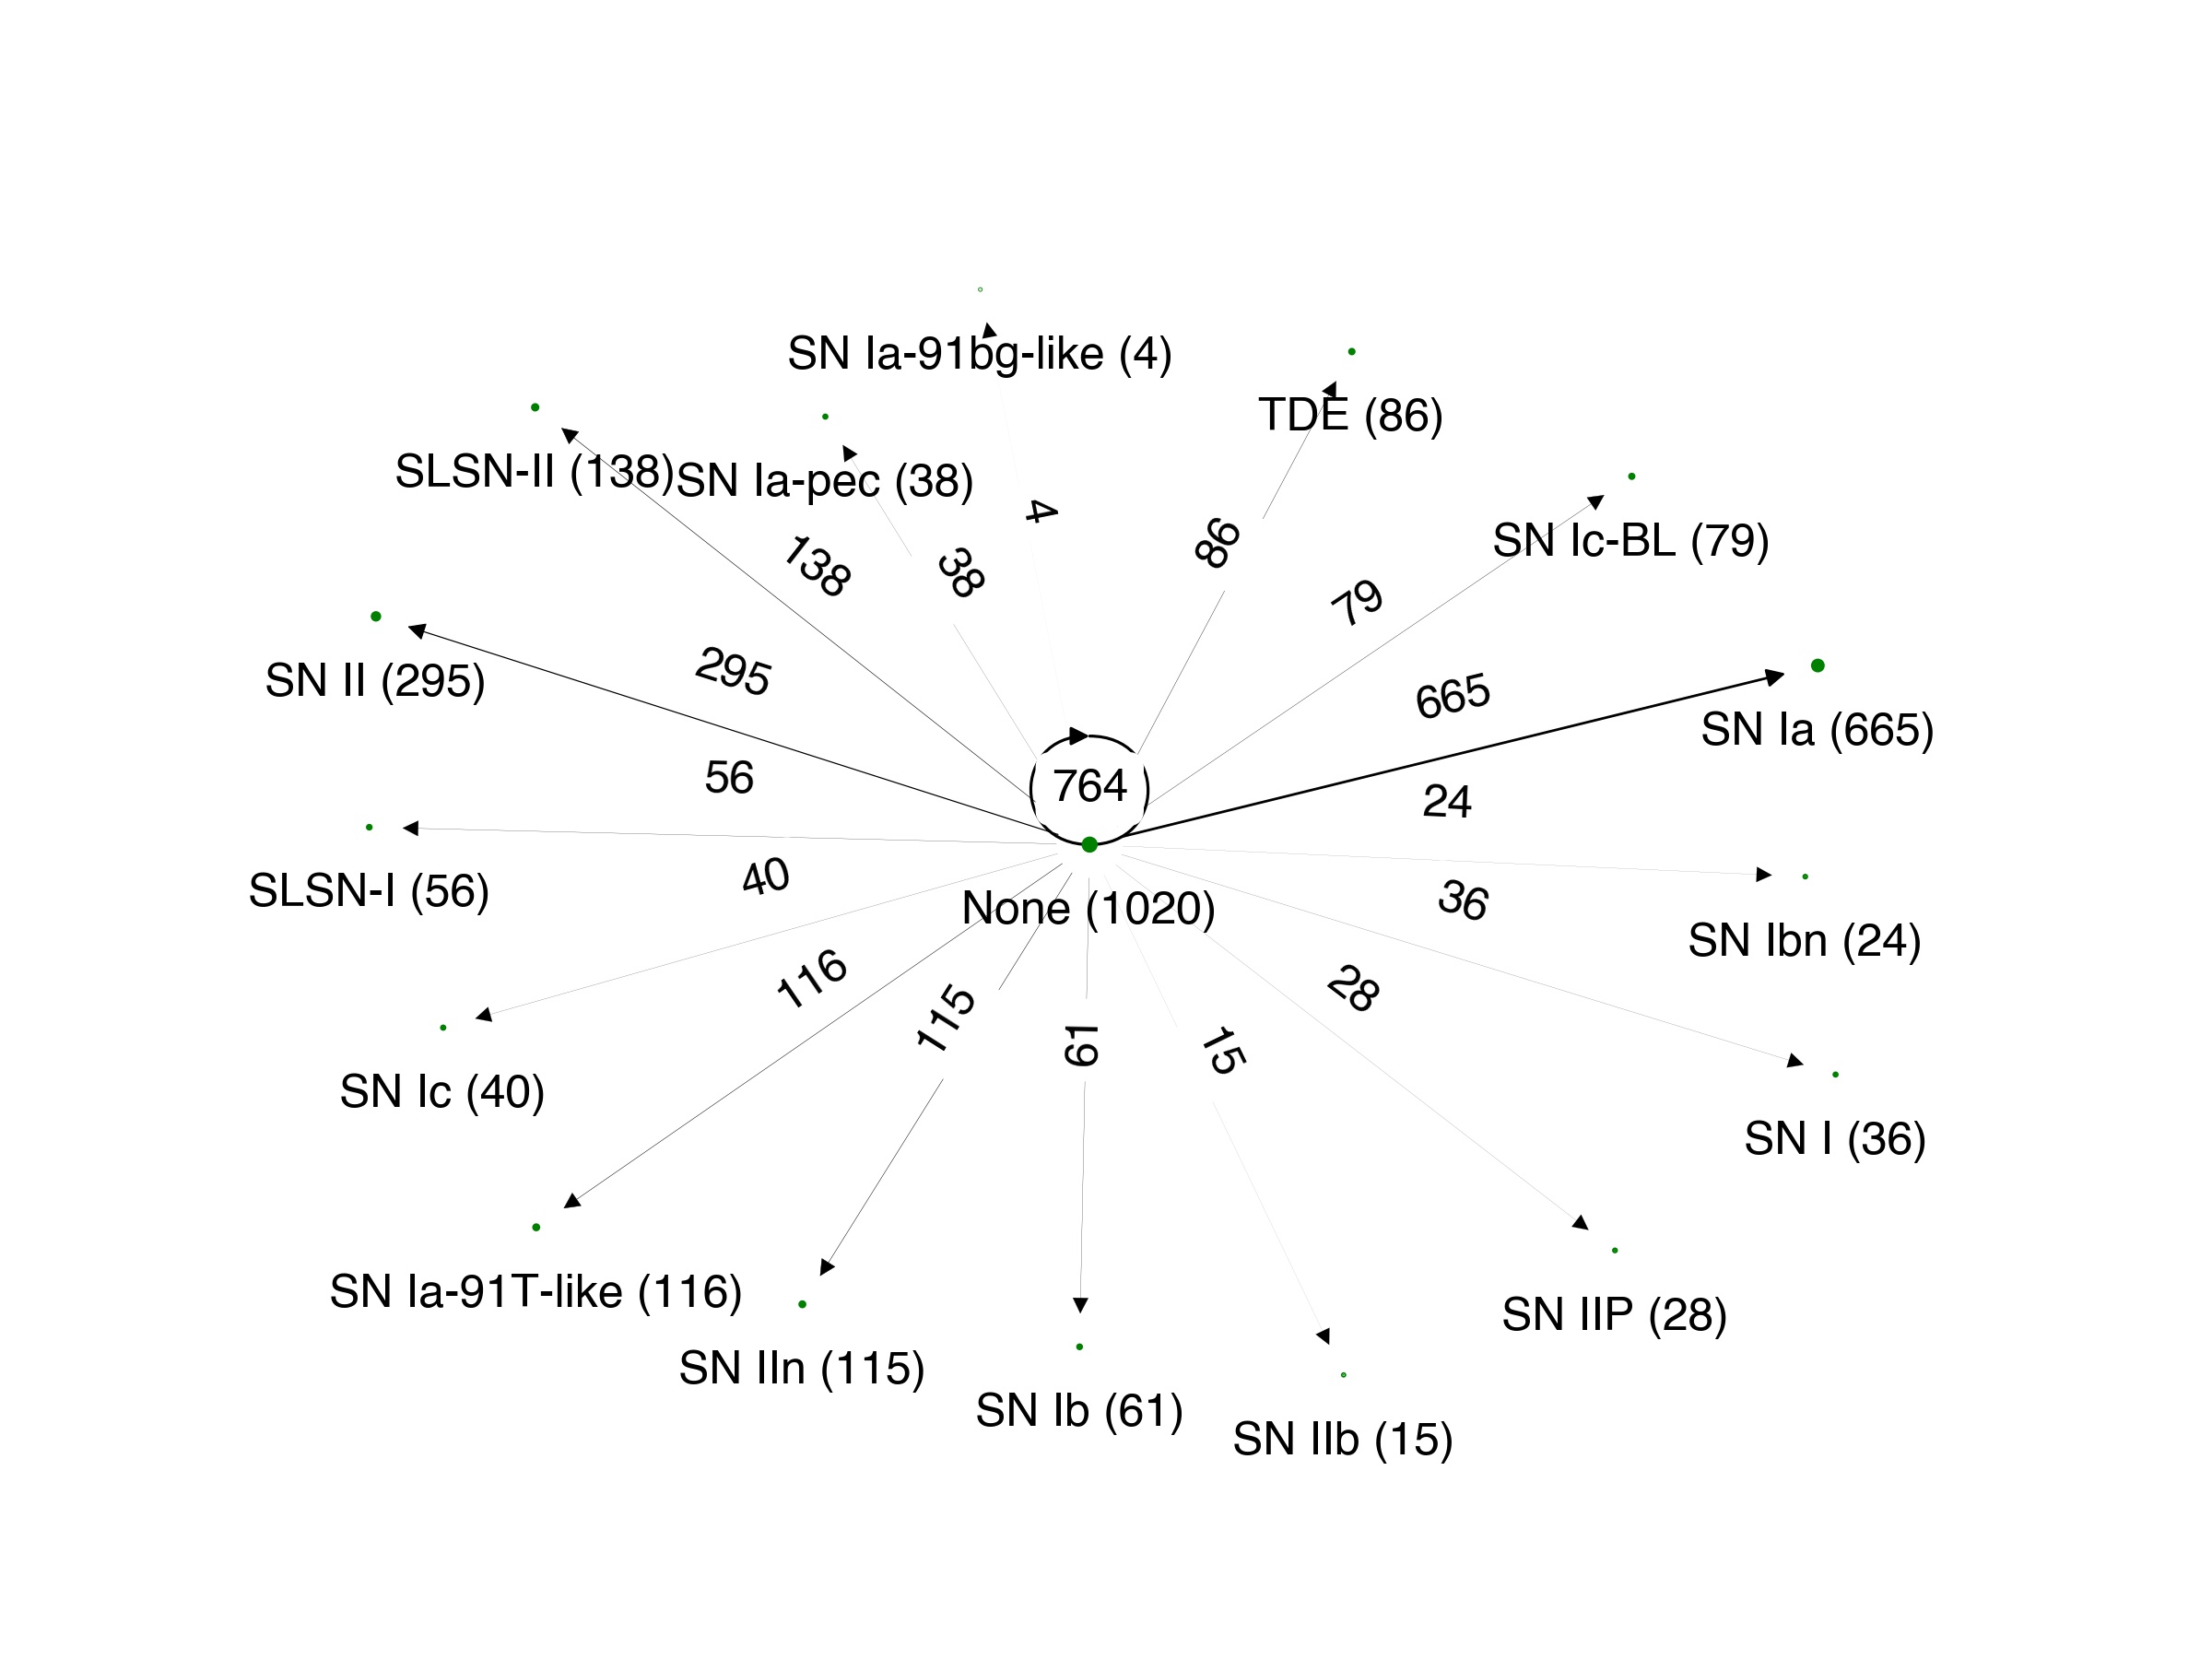 SN Ia-91bg-like (4)
TDE (86)
SLSN-II (138)
SN Ia-pec (38)
4
86
SN Ic-BL (79)
138
38
79
295
SN II (295)
665
SN Ia (665)
56
764
24
SLSN-I (56)
40
None (1020)
36
SN Ibn (24)
116
28
115
61
15
SN Ic (40)
SN I (36)
SN Ia-91T-like (116)
SN IIP (28)
SN IIn (115)
SN Ib (61)
SN IIb (15)